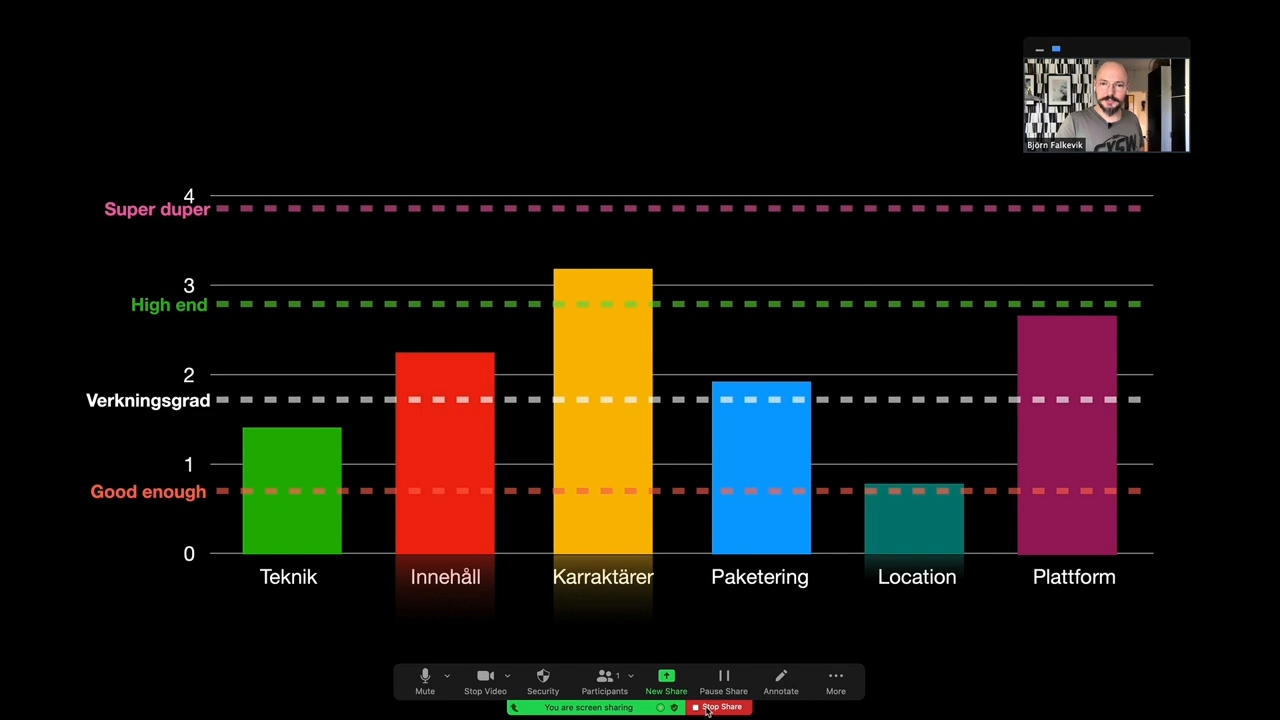 Björn Falkevik
4
Super duper
3
High end
2
Verkningsgrad
1
Good enough
0
Teknik Innehåll Karraktärer Paketering Location Plattform
Mute Stop Video Security Participants 1 New Share Pause Share Annotate More
You are screen sharing Stop Share